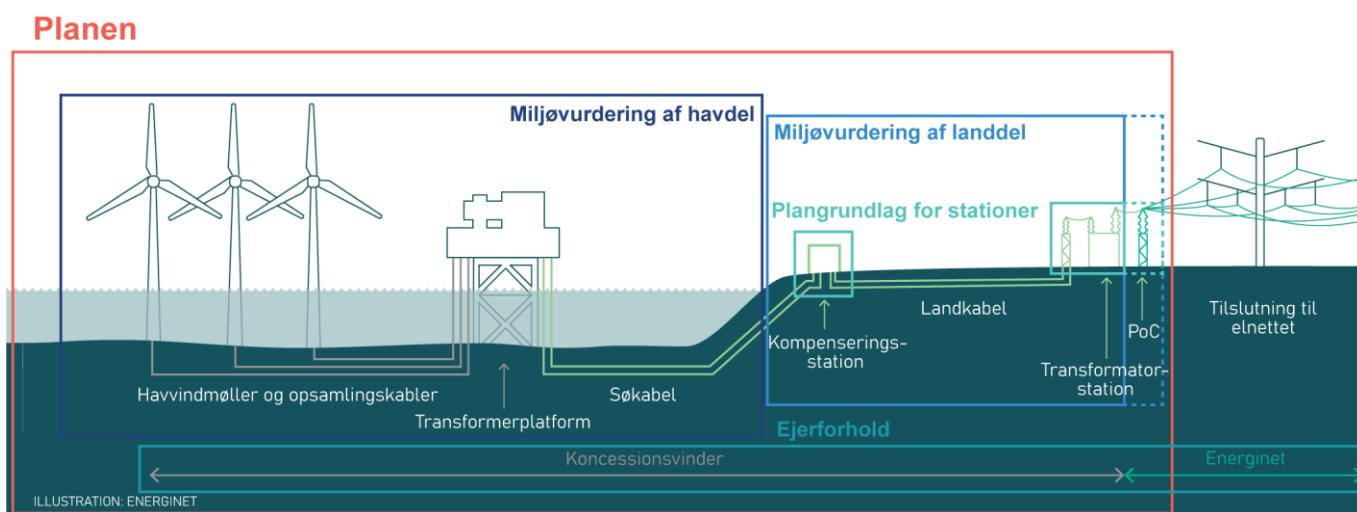 Planen
Miljøvurdering af havdel
Miljøvurdering af landdel
Plangrundlag for stationer
Havvindmøller og opsamlingskabler
Transformerplatform
Søkabel
Kompenserings-
station
Landkabel
Transformator-
station
PoC
Tilslutning til
elnettet
Ejerforhold
Koncessionsvinder
Energinet
ILLUSTRATION: ENERGINET